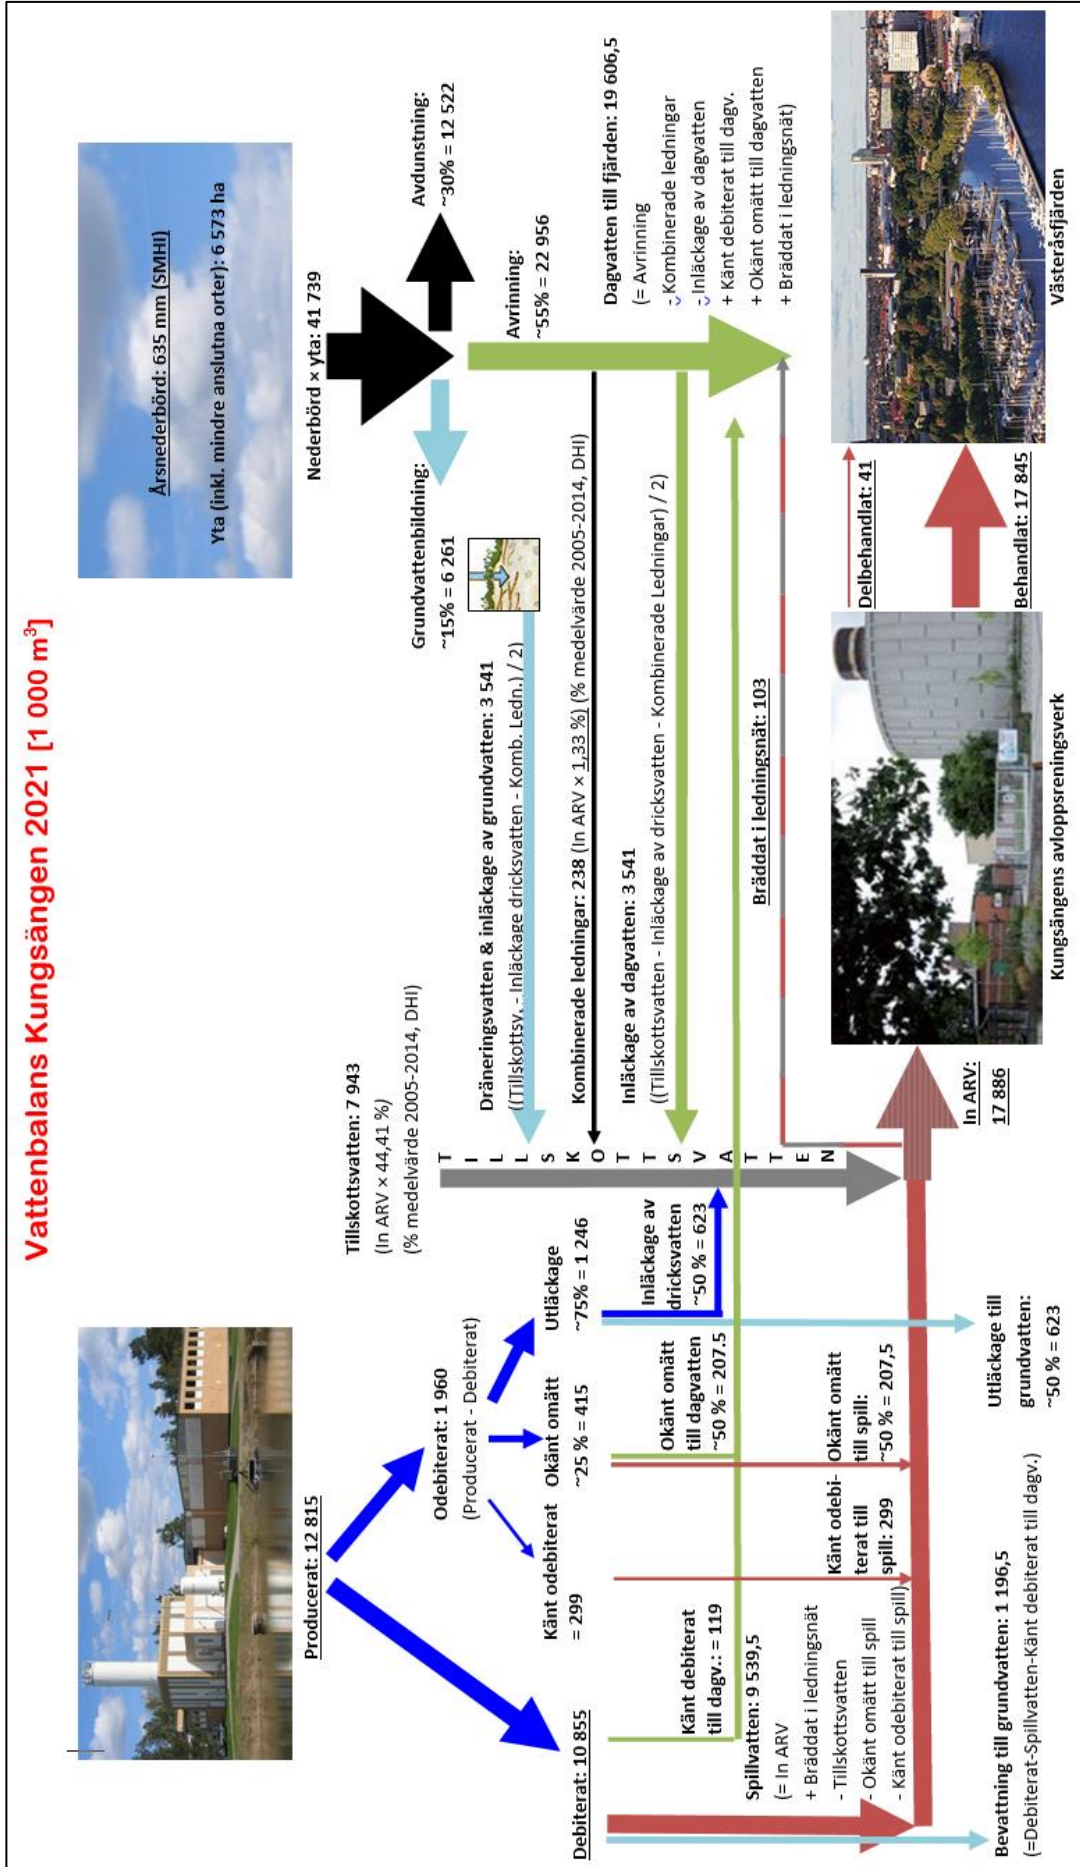 Vattenbalans Kungsängen 2021 [1 000 m³]
Producerat: 12 815
Årsnederbörd: 635 mm (SMHI)
Yta (inkl. mindre anslutna orter): 6 573 ha
Nederbörd × yta: 41 739
Odebiterat: 1 960
(Producerat - Debiterat)
Tillskottsvatten: 7 943
(In ARV × 44,41 %)
(% medelvärde 2005-2014, DHI)
Grundvattenbildning:
~15% = 6 261
Avdunstning:
~30% = 12 522
Avrinning:
~55% = 22 956
Debiterat: 10 855
Känt odebiterat
= 299
Okänt omätt
~25 % = 415
Utläckage
~75% = 1 246
Dräneringsvatten & inläckage av grundvatten: 3 541
((Tillskottsv. - Inläckage dricksvatten - Komb. Ledn.) / 2)
Kombinerade ledningar: 238 (In ARV × 1,33 %) (% medelvärde 2005-2014, DHI)
Inläckage av dagvatten: 3 541
((Tillskottsvatten - Inläckage av dricksvatten - Kombinerade Ledningar) / 2)
Dagvatten till fjärden: 19 606,5
(= Avrinning
- Kombinerade ledningar
- Inläckage av dagvatten
+ Känt debiterat till dagv.
+ Okänt omätt till dagvatten
+ Bräddat i ledningsnät)
TILLSKOTTSVATTEN
Känt debiterat
till dagv.: = 119
Okänt omätt
till dagvatten
~50 % = 207.5
Inläckage av
dricksvatten
~50 % = 623
Bräddat i ledningsnät: 103
Spillvatten: 9 539,5
(= In ARV
+ Bräddat i ledningsnät
- Tillskottsvatten
- Okänt omätt till spill
- Känt odebiterat till spill)
Känt odebi-
terat till
spill: 299
Okänt omätt
till spill:
~50 % = 207,5
In ARV:
17 886
Delbehandlat: 41
Behandlat: 17 845
Bevattning till grundvatten: 1 196,5
(=Debiterat-Spillvatten-Känt debiterat till dagv.)
Utläckage till
grundvatten:
~50 % = 623
Kungsängens avloppsreningsverk
Västeråsfjärden